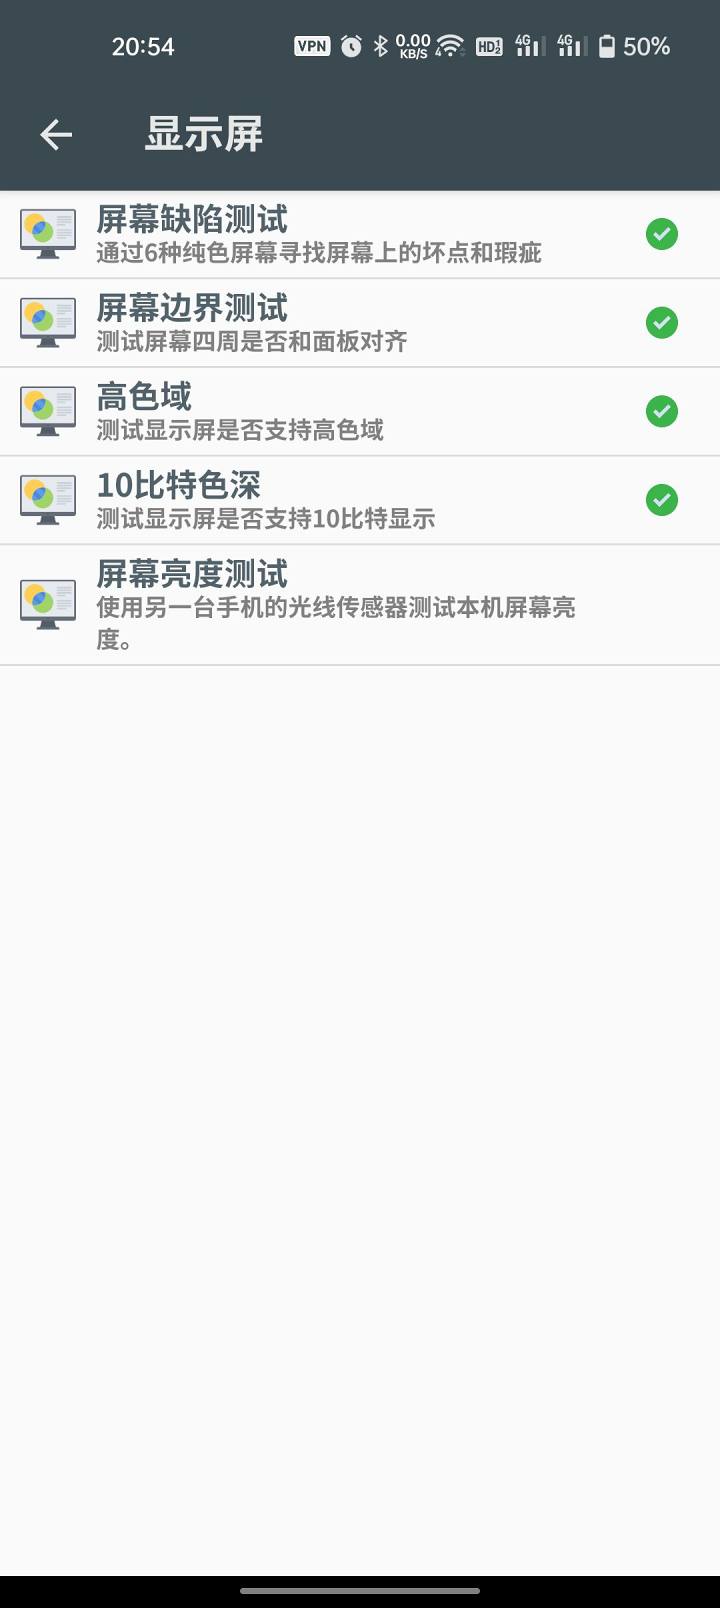 20:54 VPN 0.00 KB/S 4 HD 1 2 4G 4G 50%
显示屏
屏幕缺陷测试
通过6种纯色屏幕寻找屏幕上的坏点和瑕疵
屏幕边界测试
测试屏幕四周是否和面板对齐
高色域
测试显示屏是否支持高色域
10比特色深
测试显示屏是否支持10比特显示
屏幕亮度测试
使用另一台手机的光线传感器测试本机屏幕亮
度。